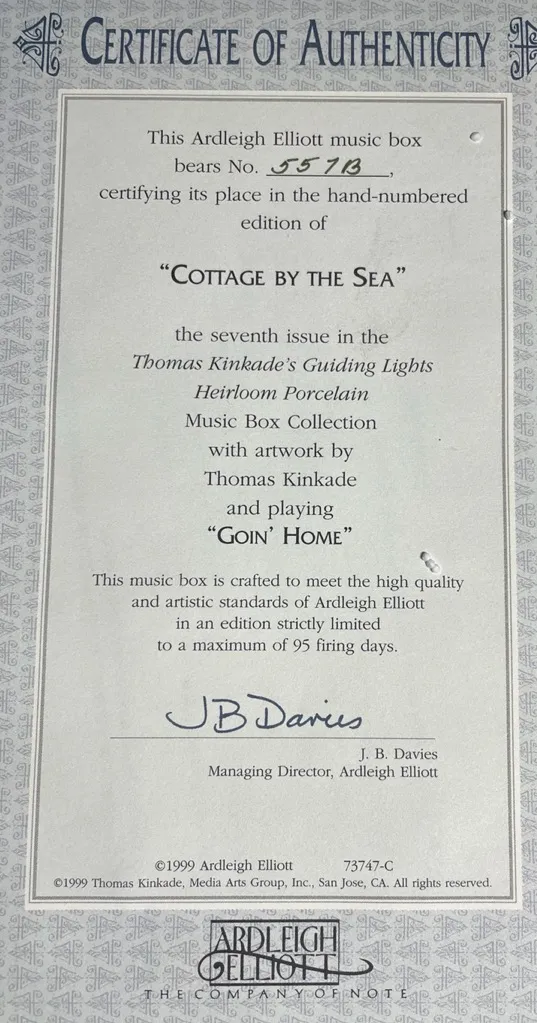 CERTIFICATE OF AUTHENTICITY
This Ardleigh Elliott music box
bears No. 557B,
certifying its place in the hand-numbered
edition of
“COTTAGE BY THE SEA”
the seventh issue in the
Thomas Kinkade's Guiding Lights
Heirloom Porcelain
Music Box Collection
with artwork by
Thomas Kinkade
and playing
“GOIN' HOME”
This music box is crafted to meet the high quality
and artistic standards of Ardleigh Elliott
in an edition strictly limited
to a maximum of 95 firing days.
JB Davies
J. B. Davies
Managing Director, Ardleigh Elliott
©1999 Ardleigh Elliott 73747-C
©1999 Thomas Kinkade, Media Arts Group, Inc., San Jose, CA. All rights reserved.
ARDLEIGH
ELLIOTT
THE COMPANY OF NOTE